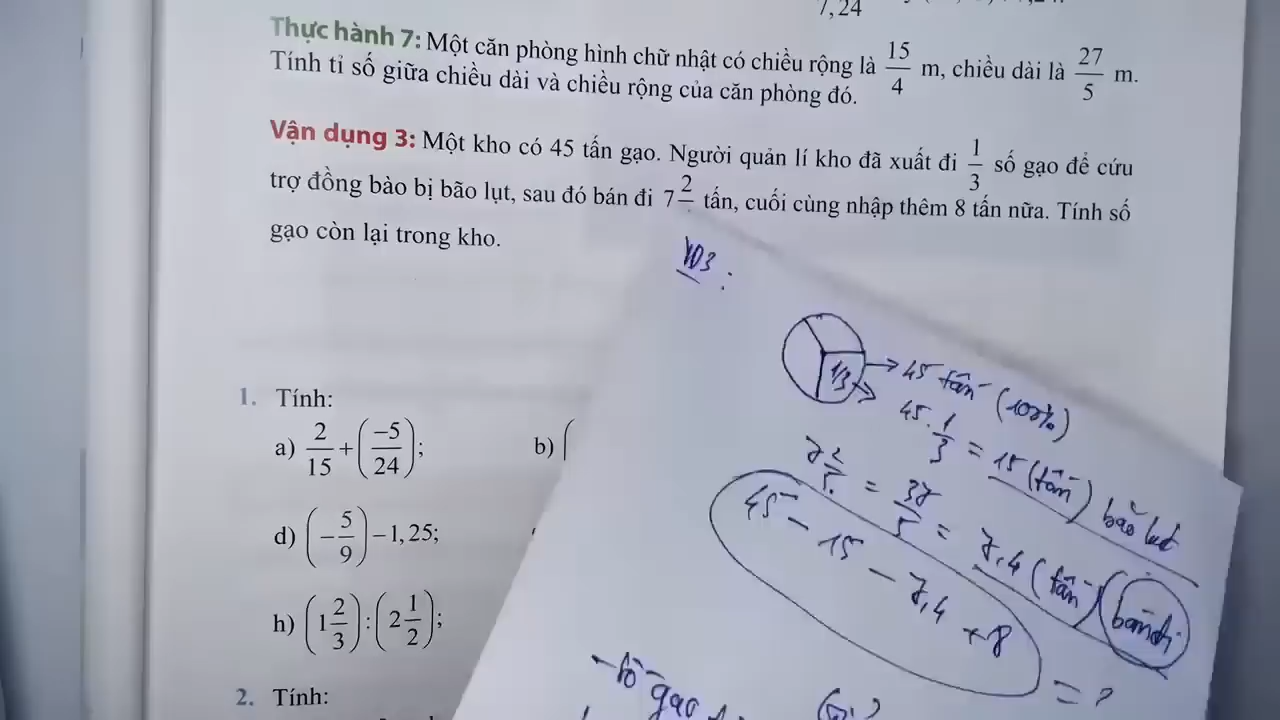 7,24
Thực hành 7: Một căn phòng hình chữ nhật có chiều rộng là 15/4 m, chiều dài là 27/5 m.
Tính tỉ số giữa chiều dài và chiều rộng của căn phòng đó.
Vận dụng 3: Một kho có 45 tấn gạo. Người quản lí kho đã xuất đi 1/3 số gạo để cứu
trợ đồng bào bị bão lụt, sau đó bán đi 7 2/ tấn, cuối cùng nhập thêm 8 tấn nữa. Tính số
gạo còn lại trong kho.
VD3:
1/3 → 45 tấn (100%)
45 . 1/3 = 15 (tấn) bão lụt
7 2/5 = 37/5 = 7,4 (tấn) bán đi
45 - 15 - 7,4 + 8 = ?
gạo
1. Tính:
a) 2/15 + (-5/24);
b) (
d) (-5/9) - 1,25;
h) (1 2/3) : (2 1/2);
2. Tính: